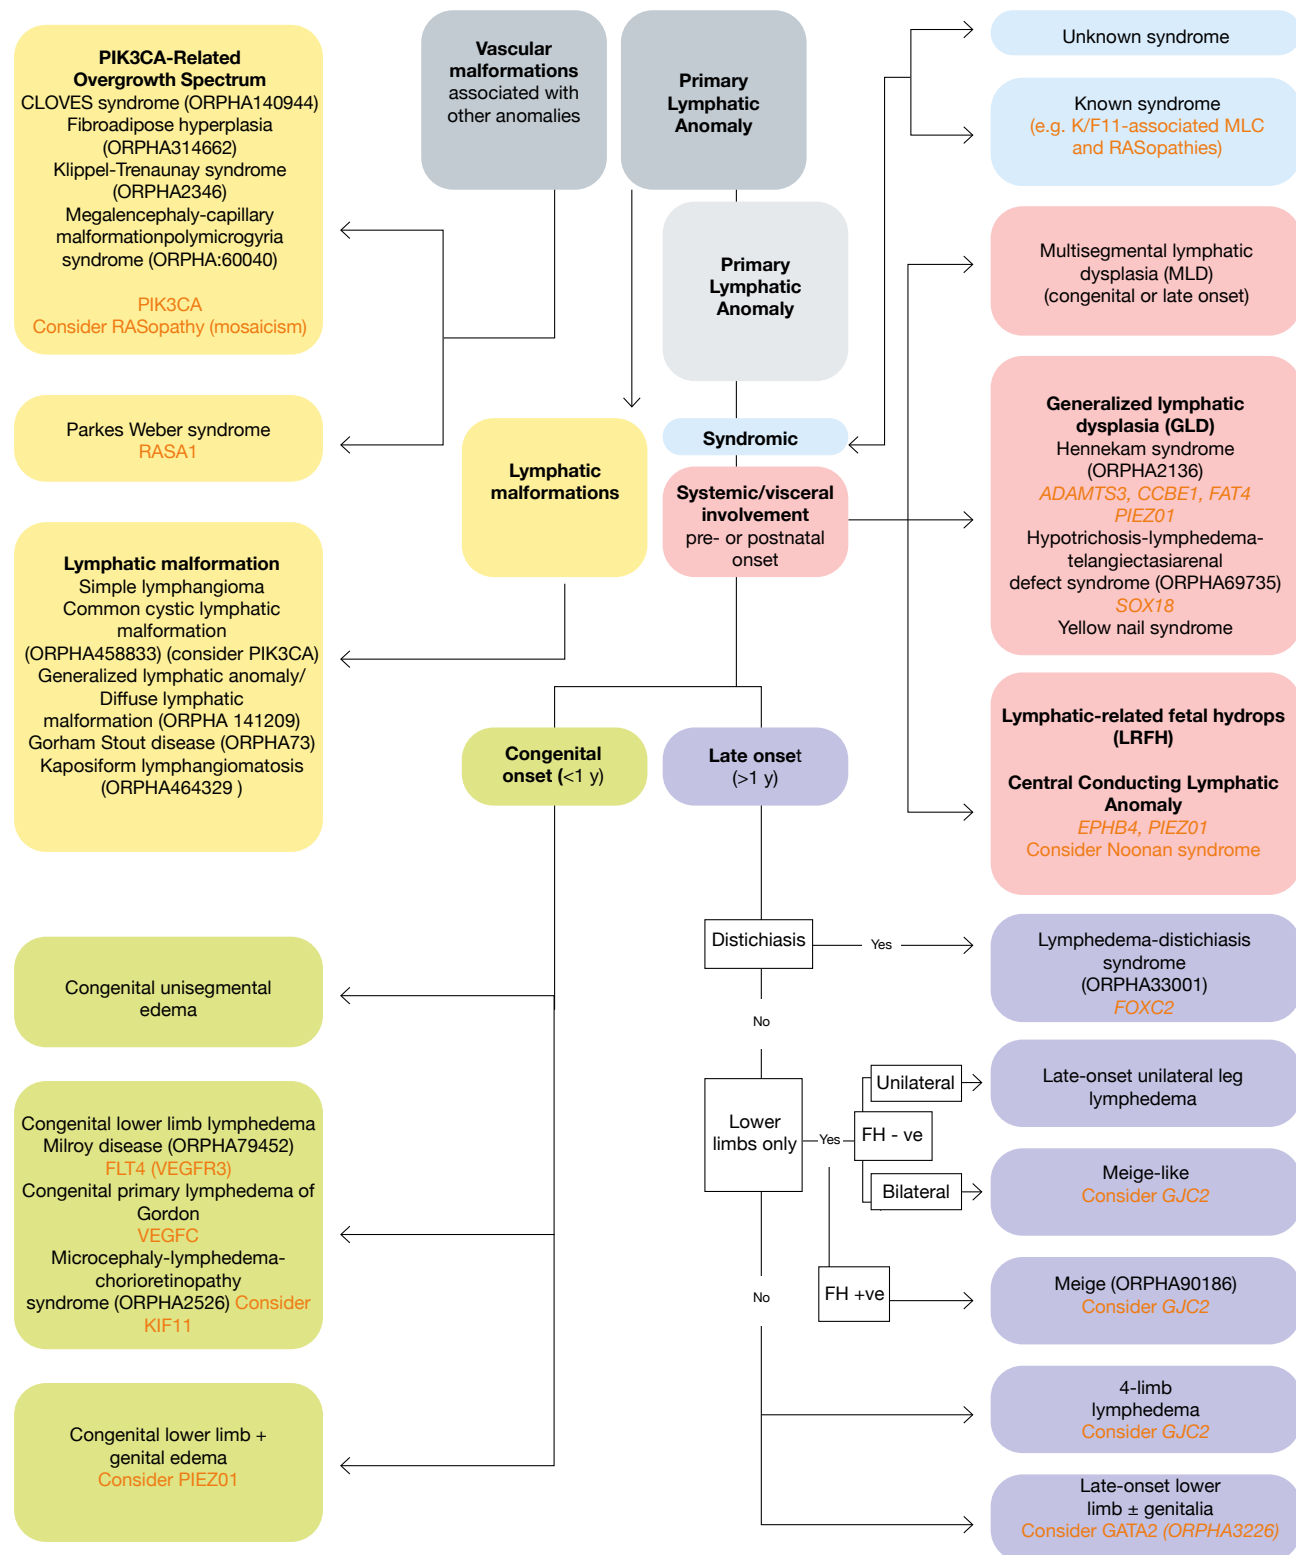 PIK3CA-Related
Overgrowth Spectrum
CLOVES syndrome (ORPHA140944)
Fibroadipose hyperplasia
(ORPHA314662)
Klippel-Trenaunay syndrome
(ORPHA2346)
Megalencephaly-capillary
malformationpolymicrogyria
syndrome (ORPHA:60040)
PIK3CA
Consider RASopathy (mosaicism)
Parkes Weber syndrome
RASA1
Lymphatic malformation
Simple lymphangioma
Common cystic lymphatic
malformation
(ORPHA458833) (consider PIK3CA)
Generalized lymphatic anomaly/
Diffuse lymphatic
malformation (ORPHA 141209)
Gorham Stout disease (ORPHA73)
Kaposiform lymphangiomatosis
(ORPHA464329 )
Congenital unisegmental
edema
Congenital lower limb lymphedema
Milroy disease (ORPHA79452)
FLT4 (VEGFR3)
Congenital primary lymphedema of
Gordon
VEGFC
Microcephaly-lymphedema-
chorioretinopathy
syndrome (ORPHA2526) Consider
KIF11
Congenital lower limb +
genital edema
Consider PIEZ01
Vascular
malformations
associated with
other anomalies
Primary
Lymphatic
Anomaly
Primary
Lymphatic
Anomaly
Syndromic
Lymphatic
malformations
Systemic/visceral
involvement
pre- or postnatal
onset
Congenital
onset (<1 y)
Late onset
(>1 y)
Distichiasis
Yes
No
Lower
limbs only
Yes
Unilateral
FH - ve
Bilateral
FH +ve
No
Unknown syndrome
Known syndrome
(e.g. K/F11-associated MLC
and RASopathies)
Multisegmental lymphatic
dysplasia (MLD)
(congenital or late onset)
Generalized lymphatic
dysplasia (GLD)
Hennekam syndrome
(ORPHA2136)
ADAMTS3, CCBE1, FAT4
PIEZ01
Hypotrichosis-lymphedema-
telangiectasiarenal
defect syndrome (ORPHA69735)
SOX18
Yellow nail syndrome
Lymphatic-related fetal hydrops
(LRFH)
Central Conducting Lymphatic
Anomaly
EPHB4, PIEZ01
Consider Noonan syndrome
Lymphedema-distichiasis
syndrome
(ORPHA33001)
FOXC2
Late-onset unilateral leg
lymphedema
Meige-like
Consider GJC2
Meige (ORPHA90186)
Consider GJC2
4-limb
lymphedema
Consider GJC2
Late-onset lower
limb ± genitalia
Consider GATA2 (ORPHA3226)